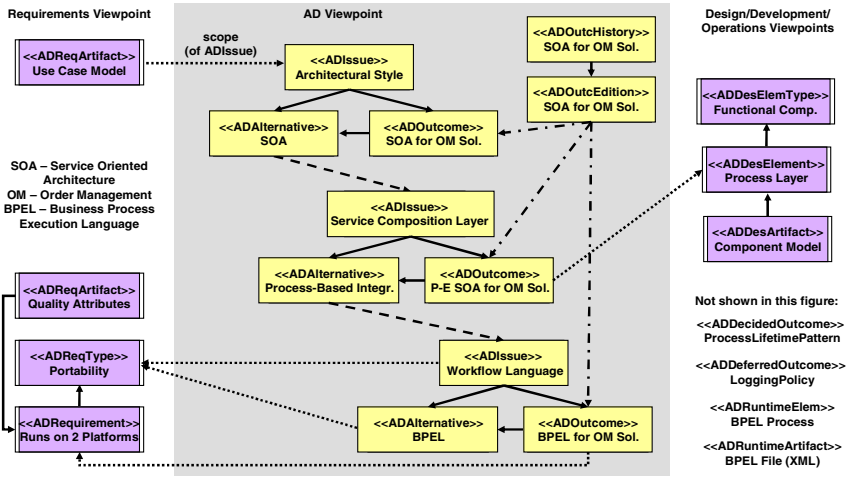 Requirements Viewpoint
AD Viewpoint
Design/Development/
Operations Viewpoints
<<ADReqArtifact>>
Use Case Model
scope
(of ADIssue)
<<ADIssue>>
Architectural Style
<<ADOutcHistory>>
SOA for OM Sol.
<<ADOutcEdition>>
SOA for OM Sol.
<<ADDesElemType>>
Functional Comp.
<<ADAlternative>>
SOA
<<ADOutcome>>
SOA for OM Sol.
<<ADDesElement>>
Process Layer
SOA – Service Oriented
Architecture
OM – Order Management
BPEL – Business Process
Execution Language
<<ADIssue>>
Service Composition Layer
<<ADDesArtifact>>
Component Model
<<ADAlternative>>
Process-Based Integr.
<<ADOutcome>>
P-E SOA for OM Sol.
<<ADReqArtifact>>
Quality Attributes
<<ADReqType>>
Portability
<<ADIssue>>
Workflow Language
<<ADRequirement>>
Runs on 2 Platforms
<<ADAlternative>>
BPEL
<<ADOutcome>>
BPEL for OM Sol.
Not shown in this figure:
<<ADDecidedOutcome>>
ProcessLifetimePattern
<<ADDeferredOutcome>>
LoggingPolicy
<<ADRuntimeElem>>
BPEL Process
<<ADRuntimeArtifact>>
BPEL File (XML)